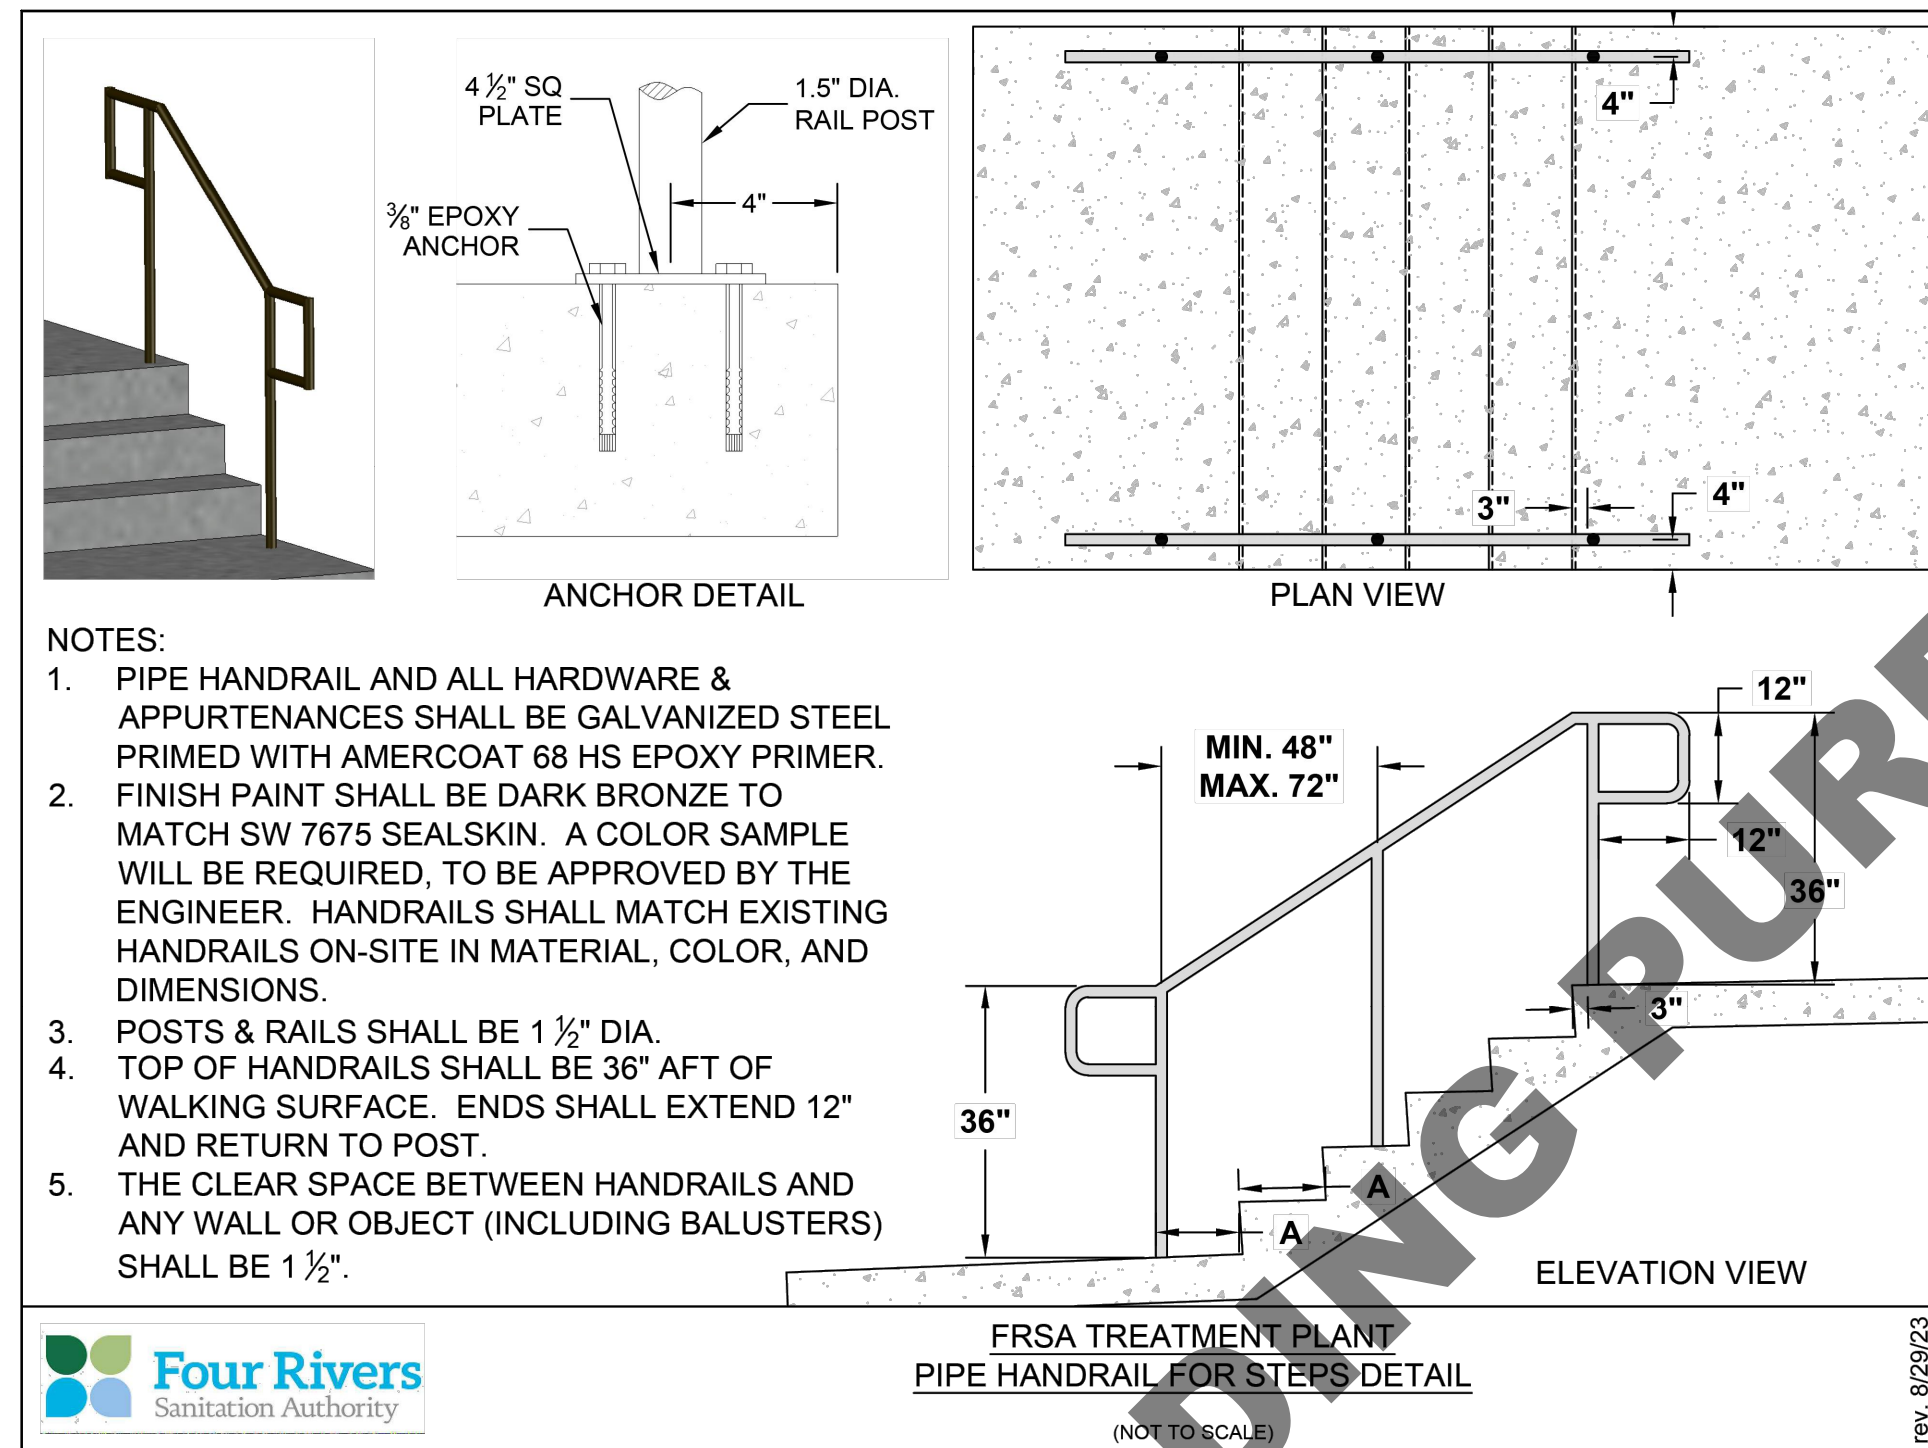 4 ½" SQ
PLATE
1.5" DIA.
RAIL POST
4"
⅜" EPOXY
ANCHOR
ANCHOR DETAIL
4"
3"
4"
PLAN VIEW
NOTES:
1. PIPE HANDRAIL AND ALL HARDWARE &
APPURTENANCES SHALL BE GALVANIZED STEEL
PRIMED WITH AMERCOAT 68 HS EPOXY PRIMER.
2. FINISH PAINT SHALL BE DARK BRONZE TO
MATCH SW 7675 SEALSKIN. A COLOR SAMPLE
WILL BE REQUIRED, TO BE APPROVED BY THE
ENGINEER. HANDRAILS SHALL MATCH EXISTING
HANDRAILS ON-SITE IN MATERIAL, COLOR, AND
DIMENSIONS.
3. POSTS & RAILS SHALL BE 1 ½" DIA.
4. TOP OF HANDRAILS SHALL BE 36" AFT OF
WALKING SURFACE. ENDS SHALL EXTEND 12"
AND RETURN TO POST.
5. THE CLEAR SPACE BETWEEN HANDRAILS AND
ANY WALL OR OBJECT (INCLUDING BALUSTERS)
SHALL BE 1 ½".
12"
MIN. 48"
MAX. 72"
12"
36"
3"
36"
A
A
ELEVATION VIEW
DING PUR
Four Rivers
Sanitation Authority
FRSA TREATMENT PLANT
PIPE HANDRAIL FOR STEPS DETAIL
(NOT TO SCALE)
rev. 8/29/23